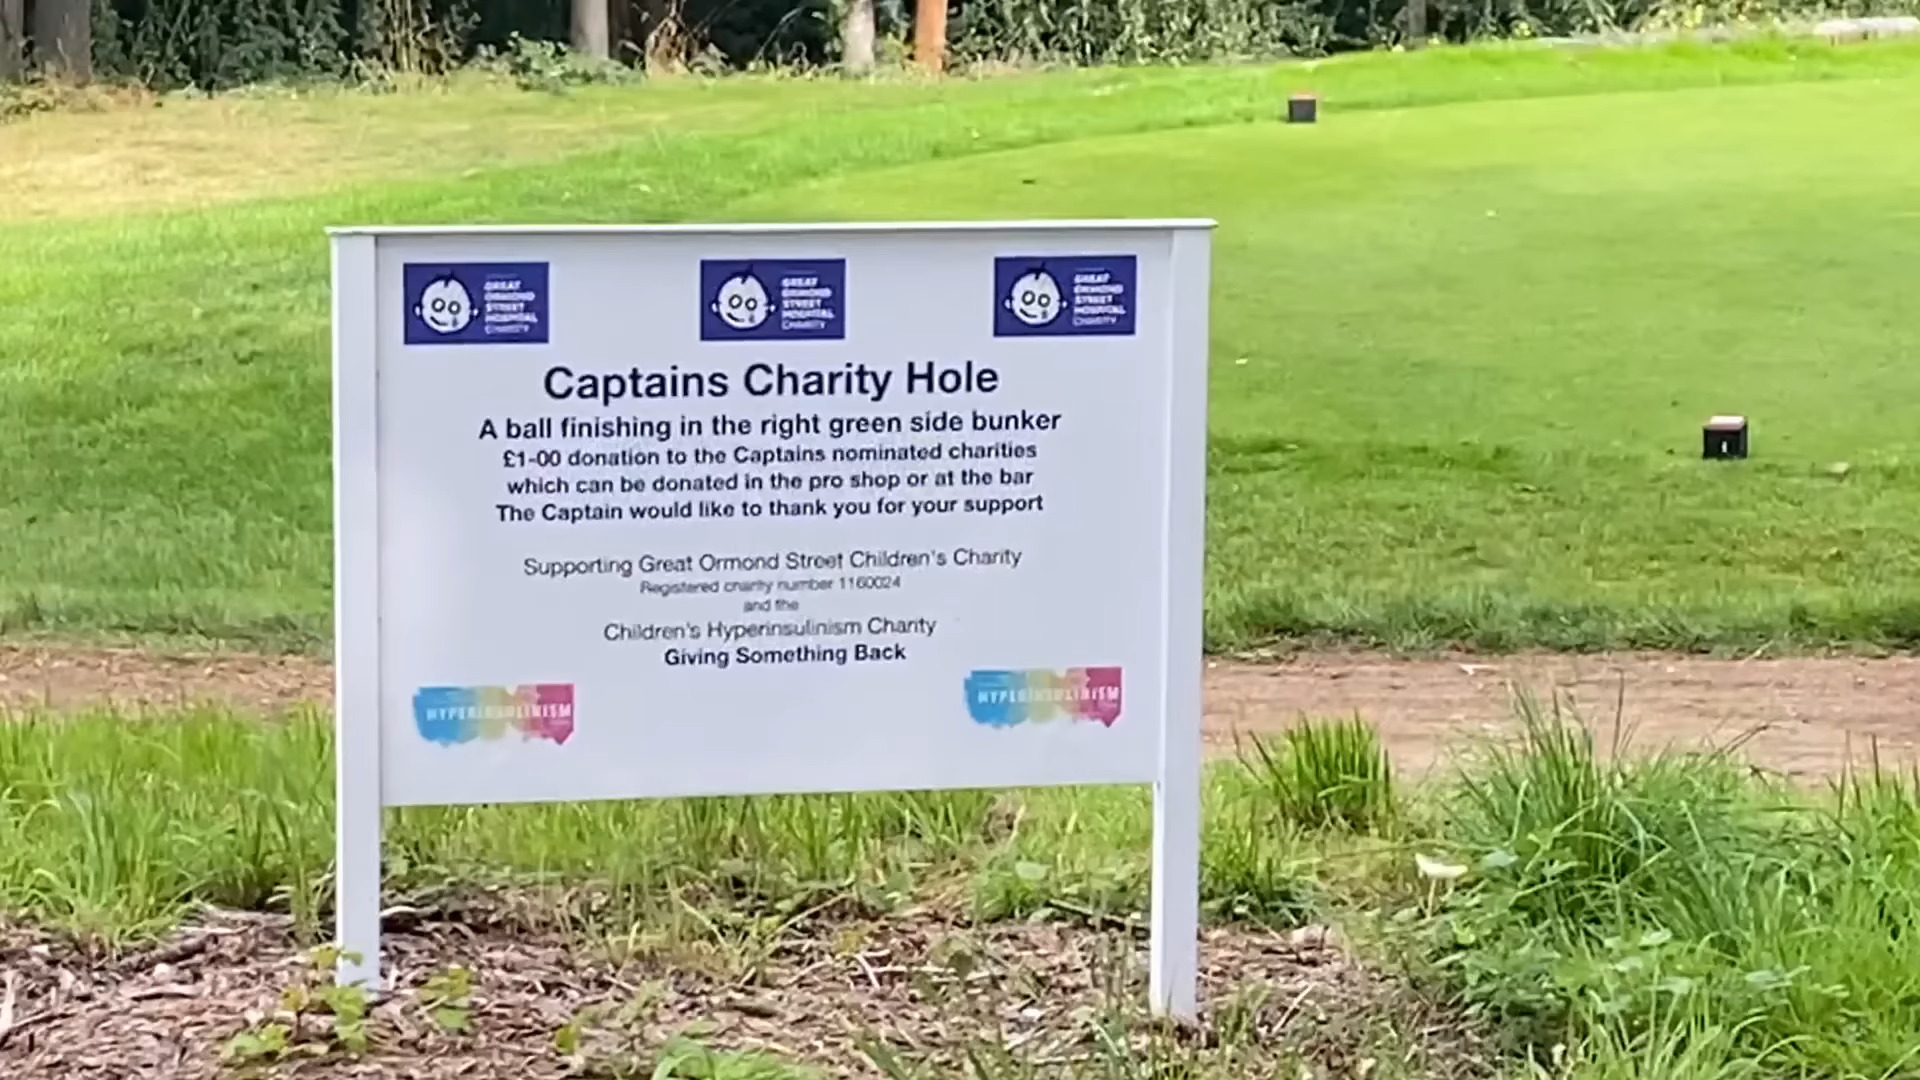 GREAT
ORMOND
STREET
HOSPITAL
CHARITY
GREAT
ORMOND
STREET
HOSPITAL
CHARITY
GREAT
ORMOND
STREET
HOSPITAL
CHARITY
Captains Charity Hole
A ball finishing in the right green side bunker
£1-00 donation to the Captains nominated charities
which can be donated in the pro shop or at the bar
The Captain would like to thank you for your support
Supporting Great Ormond Street Children's Charity
Registered charity number 1160024
and the
Children's Hyperinsulinism Charity
Giving Something Back
HYPERINSULINISM
HYPERINSULINISM